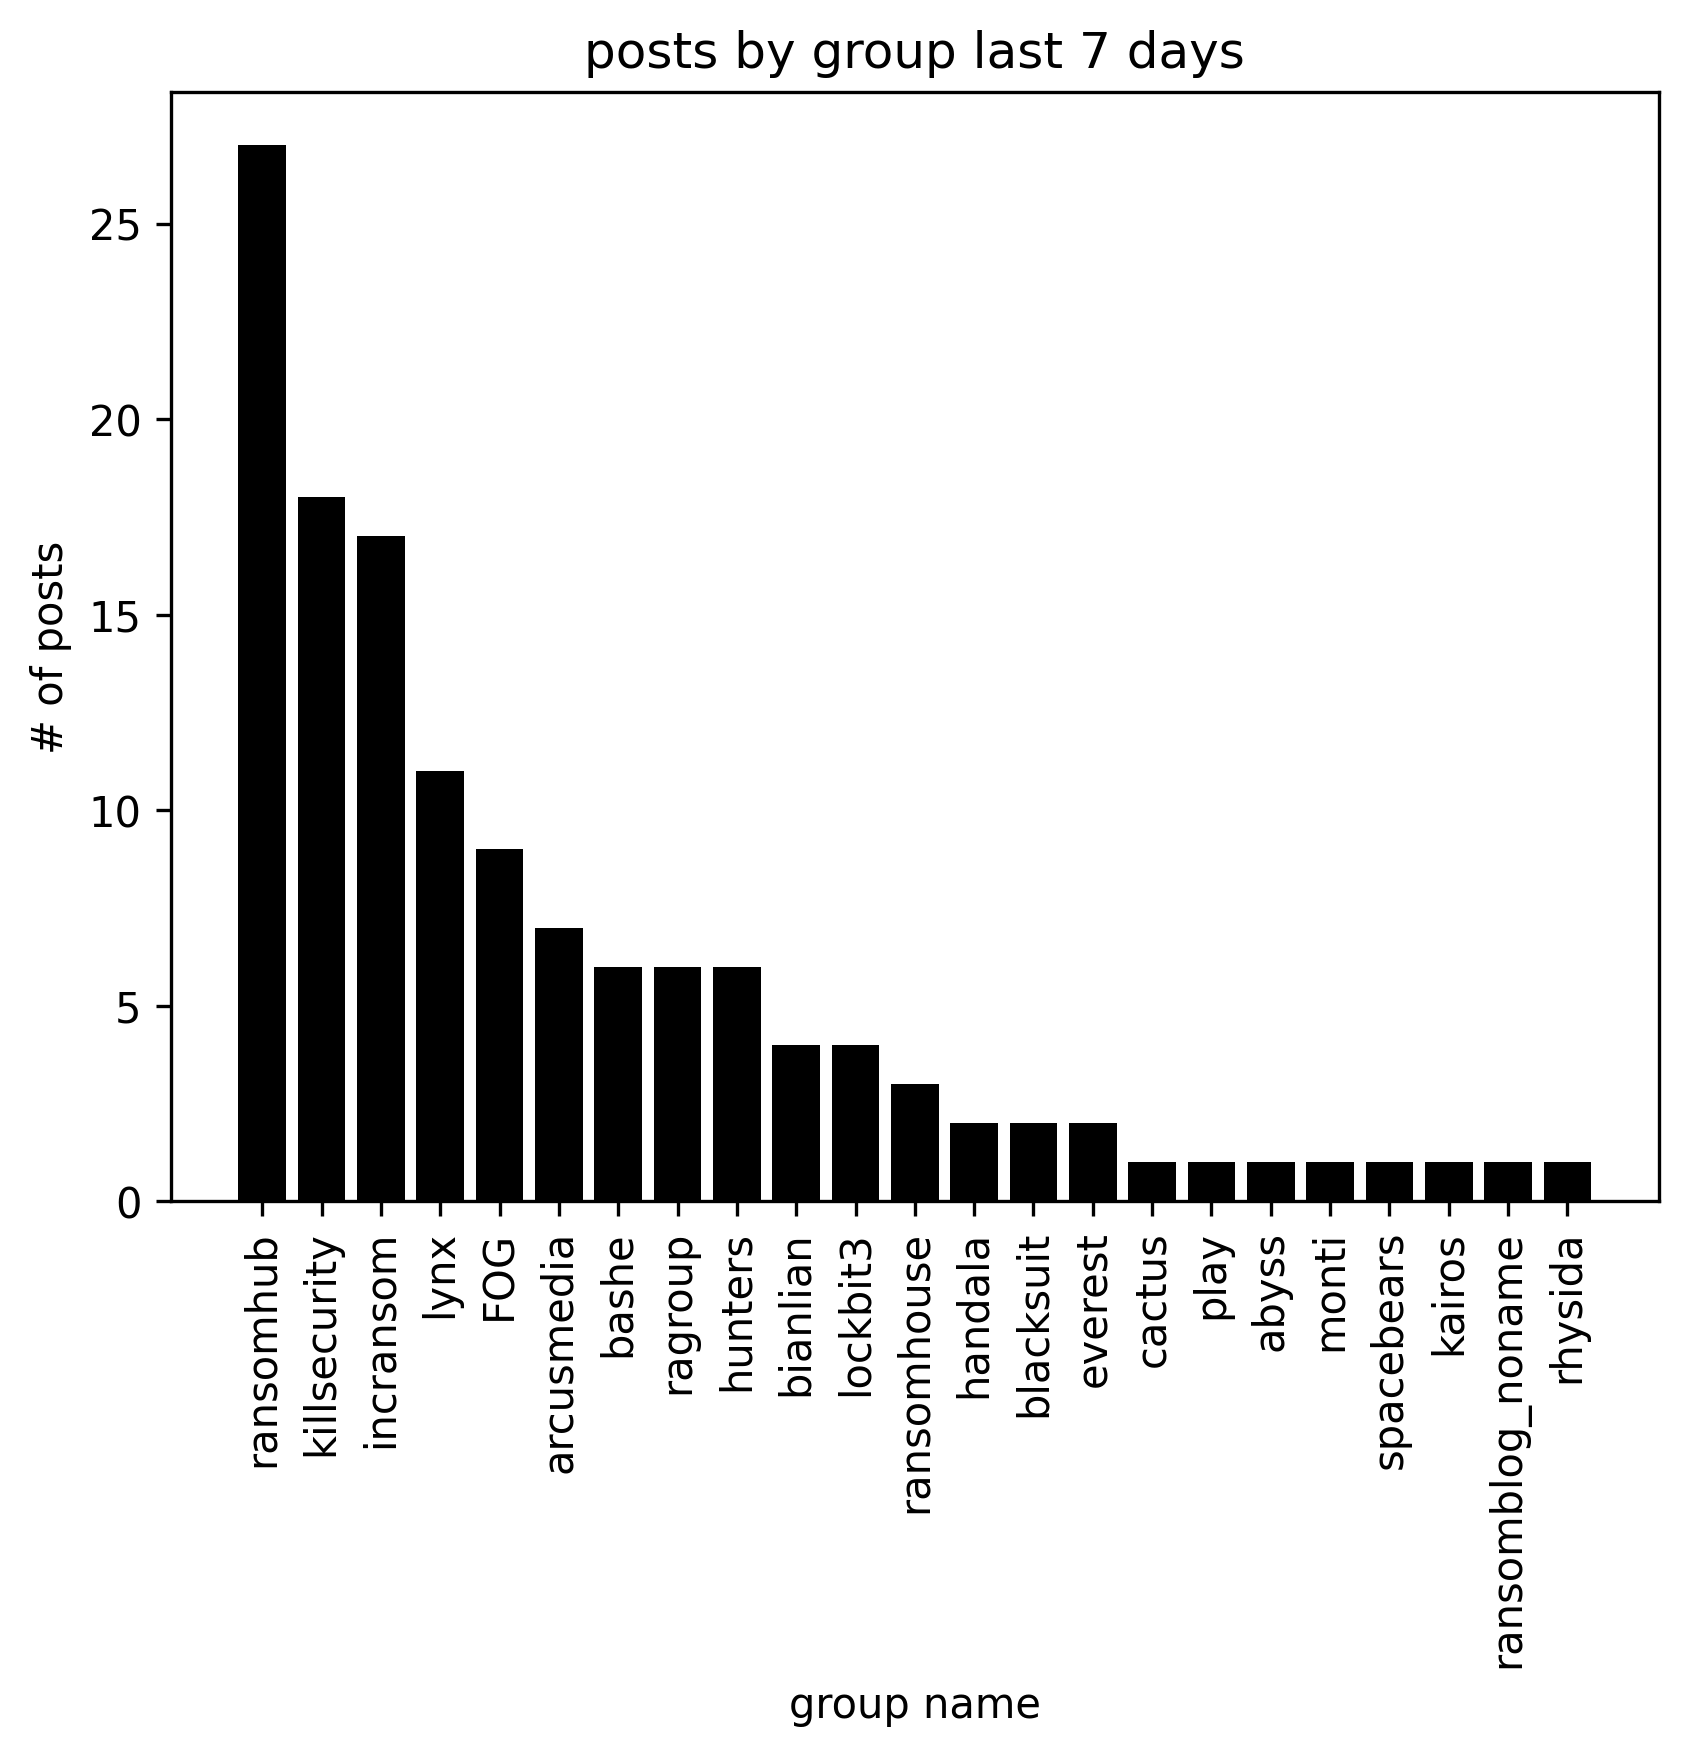 posts by group last 7 days
# of posts
25
20
15
10
5
0
ransomhub
killsecurity
incransom
lynx
FOG
arcusmedia
bashe
ragroup
hunters
bianlian
lockbit3
ransomhouse
handala
blacksuit
everest
cactus
play
abyss
monti
spacebears
kairos
ransomblog_noname
rhysida
group name